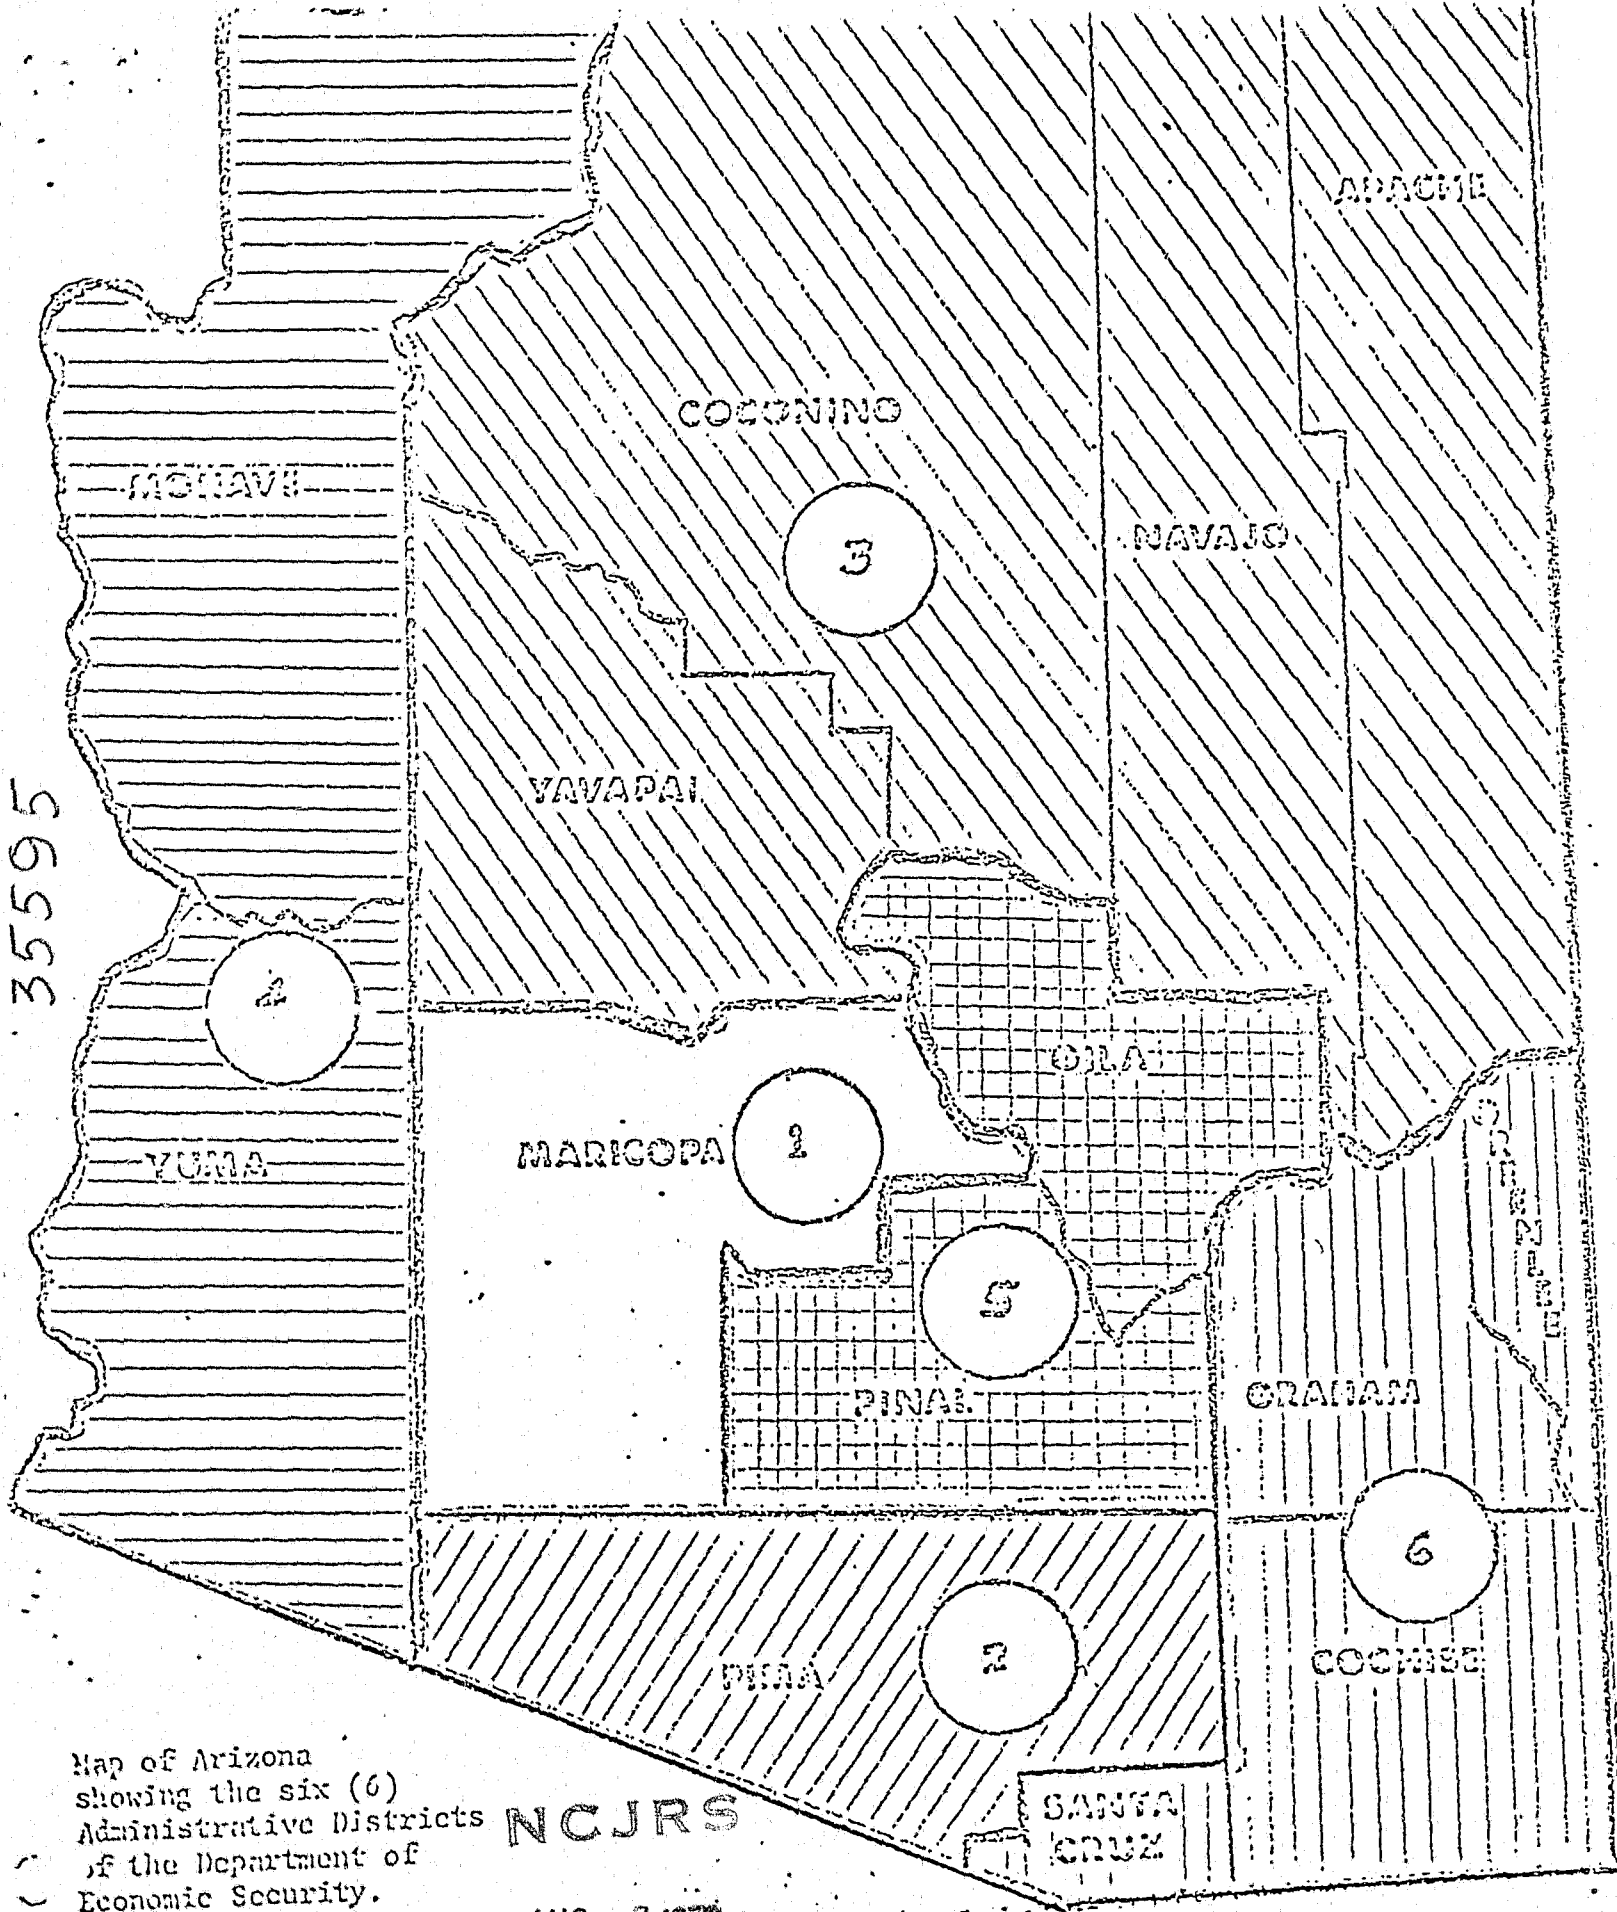 APACHE
COCONINO
MOHAVE
3
NAVAJO
YAVAPAI
35595
4
GILA
MARICOPA
1
YUMA
GREENLEE
5
PINAL
GRAHAM
6
2
PIMA
COCHISE
Map of Arizona
showing the six (6)
Administrative Districts
of the Department of
Economic Security.
NCJRS
SANTA
CRUZ